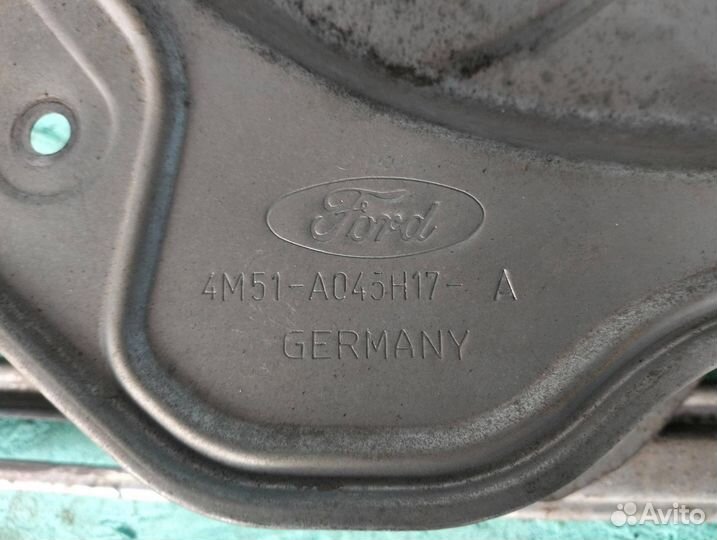 Ford
4M51-A045H17- A
GERMANY
Avito